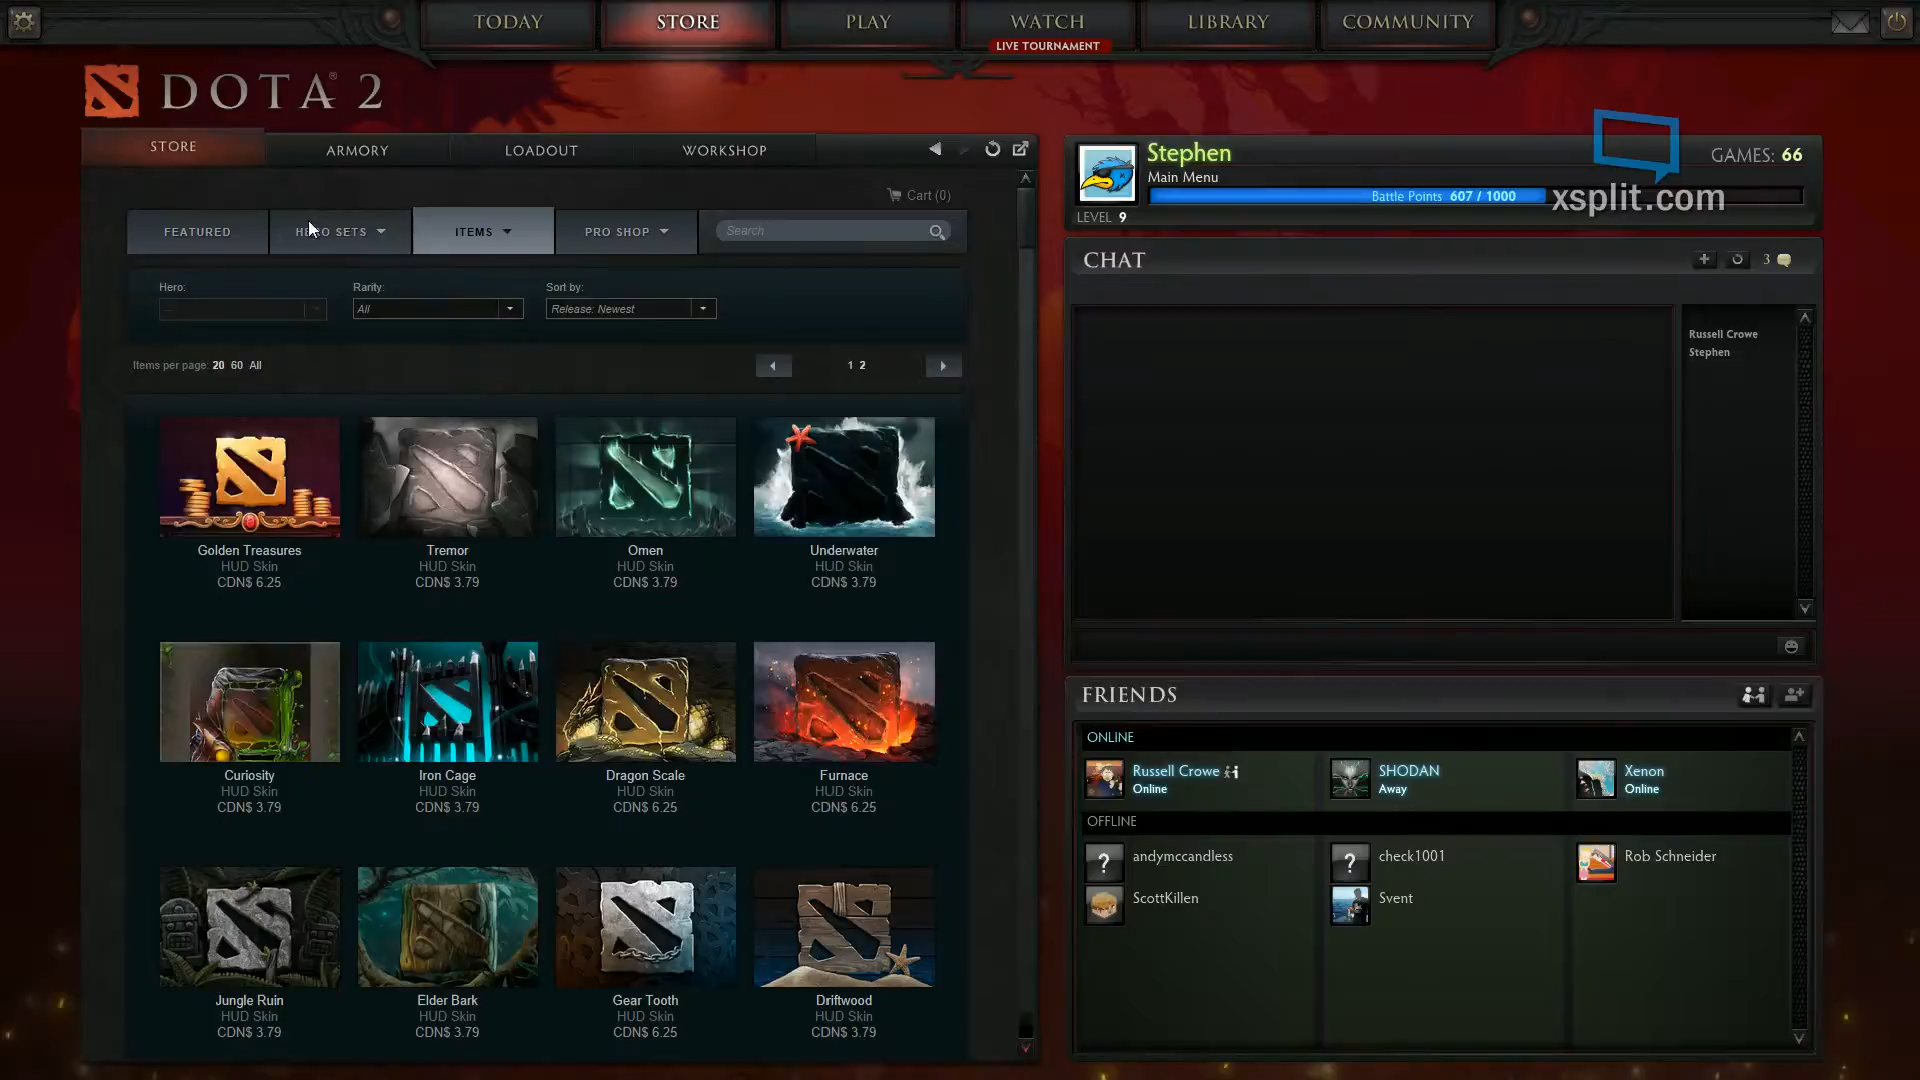 TODAY
STORE
PLAY
WATCH
LIVE TOURNAMENT
LIBRARY
COMMUNITY
DOTA® 2
STORE
ARMORY
LOADOUT
WORKSHOP
Cart (0)
FEATURED
HERO SETS
ITEMS
PRO SHOP
Search
Hero:
Rarity:
Sort by:
All
Release: Newest
Items per page: 20 60 All
1 2
Golden Treasures
HUD Skin
CDN$ 6.25
Tremor
HUD Skin
CDN$ 3.79
Omen
HUD Skin
CDN$ 3.79
Underwater
HUD Skin
CDN$ 3.79
Curiosity
HUD Skin
CDN$ 3.79
Iron Cage
HUD Skin
CDN$ 3.79
Dragon Scale
HUD Skin
CDN$ 6.25
Furnace
HUD Skin
CDN$ 6.25
Jungle Ruin
HUD Skin
CDN$ 3.79
Elder Bark
HUD Skin
CDN$ 3.79
Gear Tooth
HUD Skin
CDN$ 6.25
Driftwood
HUD Skin
CDN$ 3.79
Stephen
Main Menu
GAMES: 66
Battle Points 607 / 1000
LEVEL 9
xsplit.com
CHAT
3
Russell Crowe
Stephen
FRIENDS
ONLINE
Russell Crowe
Online
SHODAN
Away
Xenon
Online
OFFLINE
andymccandless
check1001
Rob Schneider
ScottKillen
Svent